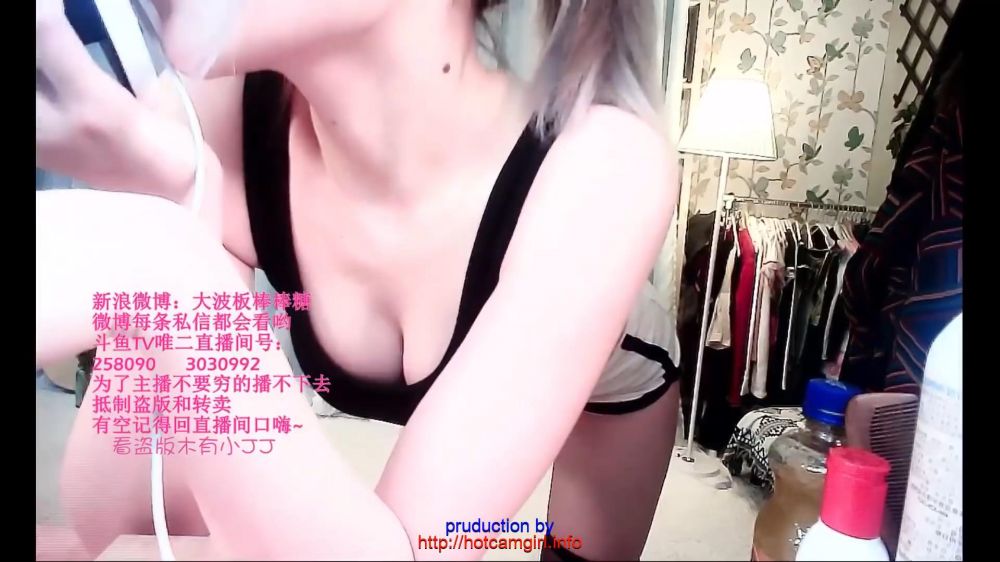 新浪微博：大波板棒棒糖
微博每条私信都会看哟
斗鱼TV唯二直播间号：
258090 3030992
为了主播不要穷的播不下去
抵制盗版和转卖
有空记得回直播间口嗨~
看盗版木有小JJ
pruduction by
http://hotcamgirl.info